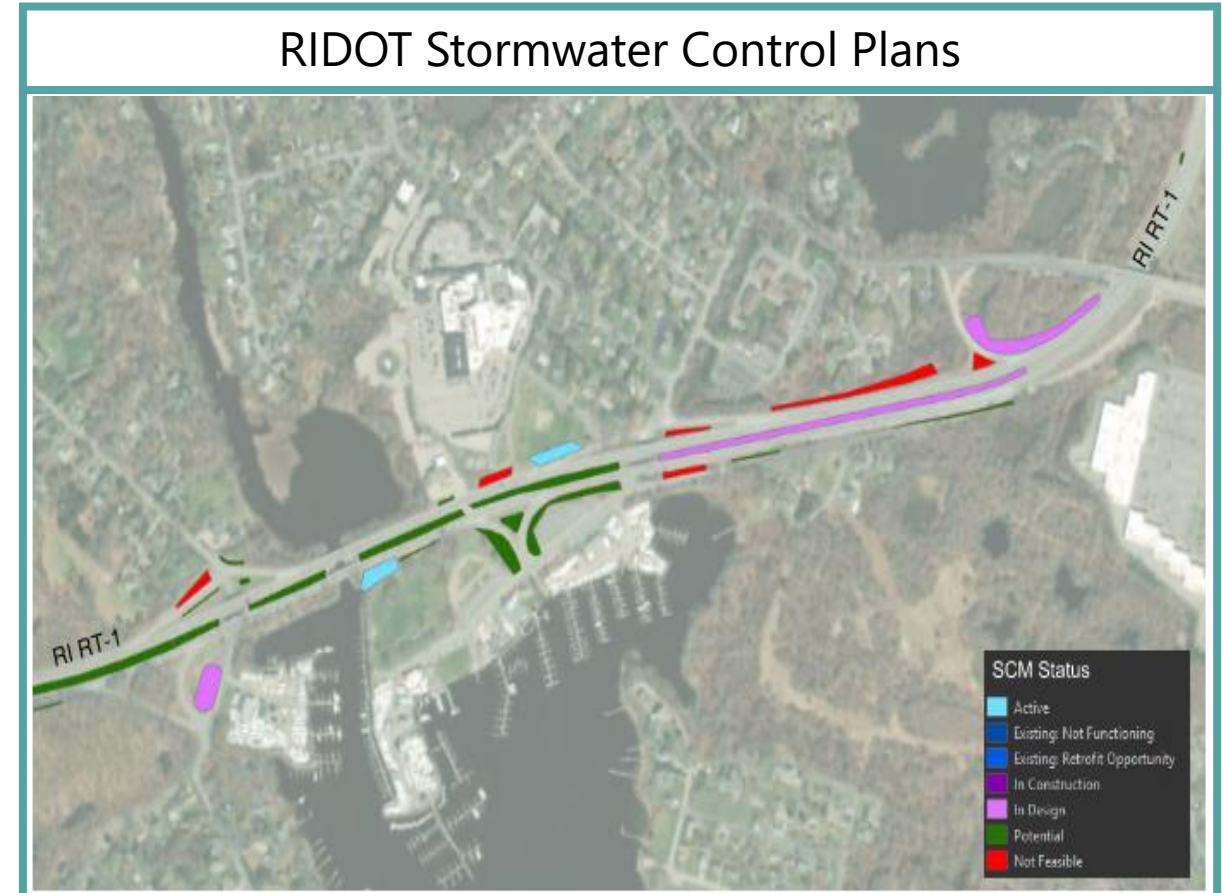 RIDOT Stormwater Control Plans
RI RT-1
RI RT-1
SCM Status
Active
Existing: Not Functioning
Existing: Retrofit Opportunity
In Construction
In Design
Potential
Not Feasible